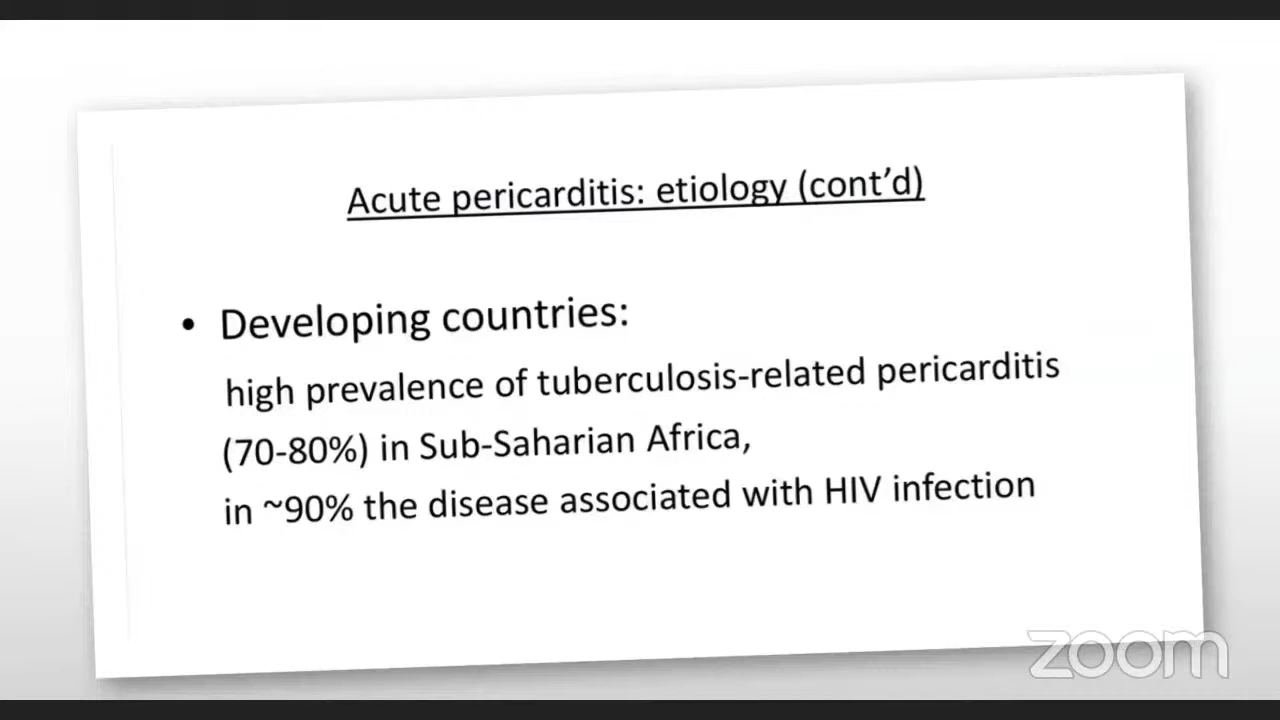 Acute pericarditis: etiology (cont’d)
• Developing countries:
high prevalence of tuberculosis-related pericarditis
(70-80%) in Sub-Saharian Africa,
in ~90% the disease associated with HIV infection
zoom